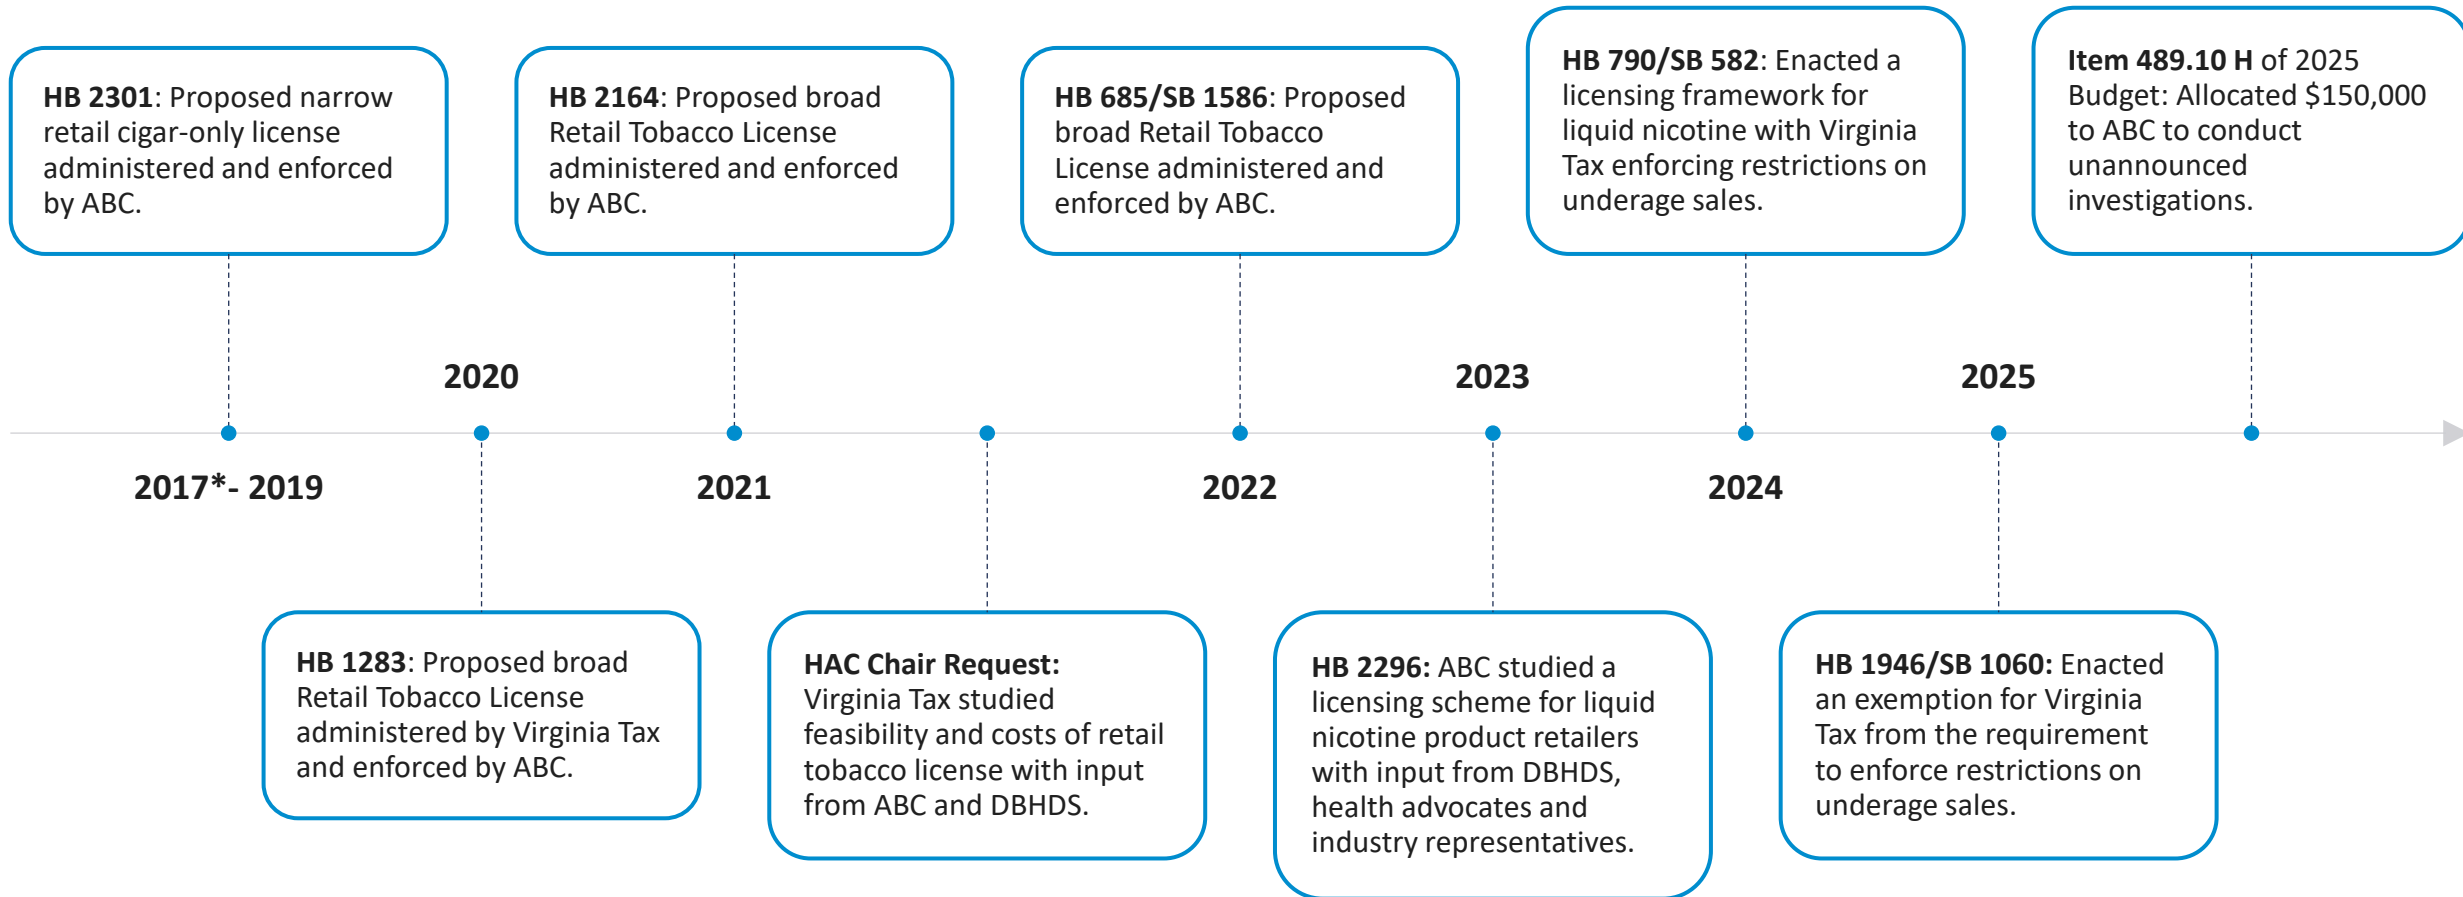 HB 2301: Proposed narrow
retail cigar-only license
administered and enforced
by ABC.
HB 2164: Proposed broad
Retail Tobacco License
administered and enforced
by ABC.
HB 685/SB 1586: Proposed
broad Retail Tobacco
License administered and
enforced by ABC.
HB 790/SB 582: Enacted a
licensing framework for
liquid nicotine with Virginia
Tax enforcing restrictions on
underage sales.
Item 489.10 H of 2025
Budget: Allocated $150,000
to ABC to conduct
unannounced
investigations.
2020
2023
2025
2017*- 2019
2021
2022
2024
HB 1283: Proposed broad
Retail Tobacco License
administered by Virginia Tax
and enforced by ABC.
HAC Chair Request:
Virginia Tax studied
feasibility and costs of retail
tobacco license with input
from ABC and DBHDS.
HB 2296: ABC studied a
licensing scheme for liquid
nicotine product retailers
with input from DBHDS,
health advocates and
industry representatives.
HB 1946/SB 1060: Enacted
an exemption for Virginia
Tax from the requirement
to enforce restrictions on
underage sales.